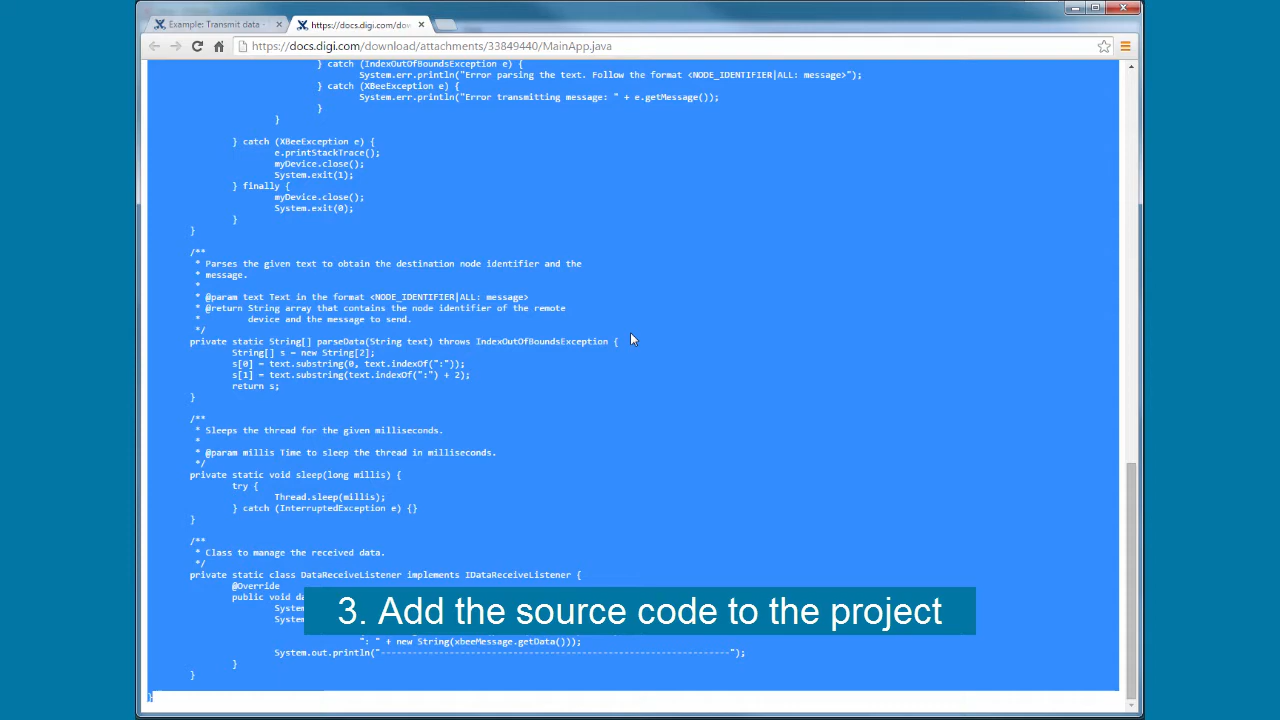 Example: Transmit data -
https://docs.digi.com/dow
https://docs.digi.com/download/attachments/33849440/MainApp.java
} catch (IndexOutOfBoundsException e) {
System.err.println("Error parsing the text. Follow the format <NODE_IDENTIFIER|ALL: message>");
} catch (XBeeException e) {
System.err.println("Error transmitting message: " + e.getMessage());
}
}
} catch (XBeeException e) {
e.printStackTrace();
myDevice.close();
System.exit(1);
} finally {
myDevice.close();
System.exit(0);
}
}
/**
* Parses the given text to obtain the destination node identifier and the
* message.
*
* @param text Text in the format <NODE_IDENTIFIER|ALL: message>
* @return String array that contains the node identifier of the remote
* device and the message to send.
*/
private static String[] parseData(String text) throws IndexOutOfBoundsException {
String[] s = new String[2];
s[0] = text.substring(0, text.indexOf(":"));
s[1] = text.substring(text.indexOf(":") + 2);
return s;
}
/**
* Sleeps the thread for the given milliseconds.
*
* @param millis Time to sleep the thread in milliseconds.
*/
private static void sleep(long millis) {
try {
Thread.sleep(millis);
} catch (InterruptedException e) {}
}
/**
* Class to manage the received data.
*/
private static class DataReceiveListener implements IDataReceiveListener {
@Override
public void da
System
System
3. Add the source code to the project
": " + new String(xbeeMessage.getData()));
System.out.println("------------------------------------------------------------------");
}
}
}